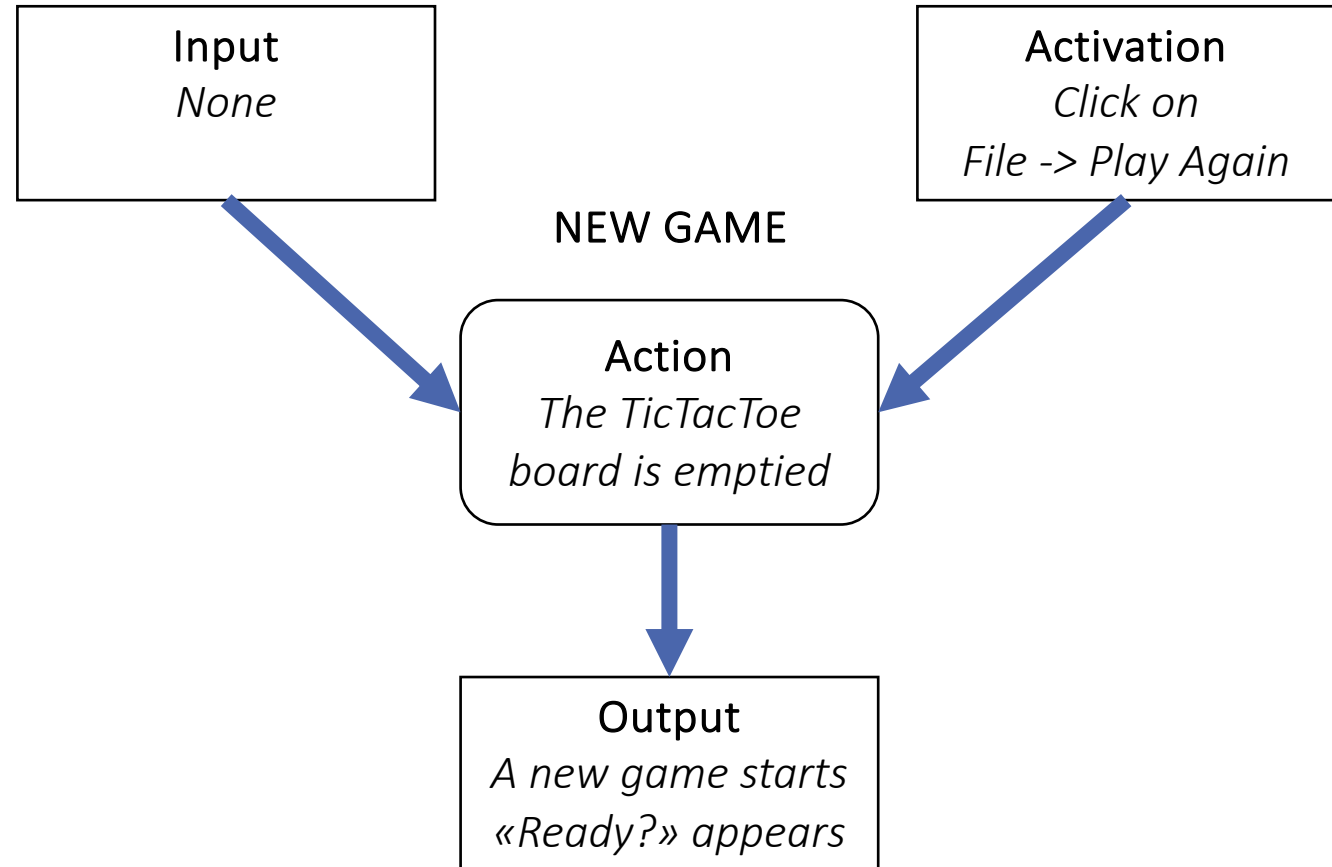 Input
None
Activation
Click on
File -> Play Again
NEW GAME
Action
The TicTacToe
board is emptied
Output
A new game starts
«Ready?» appears